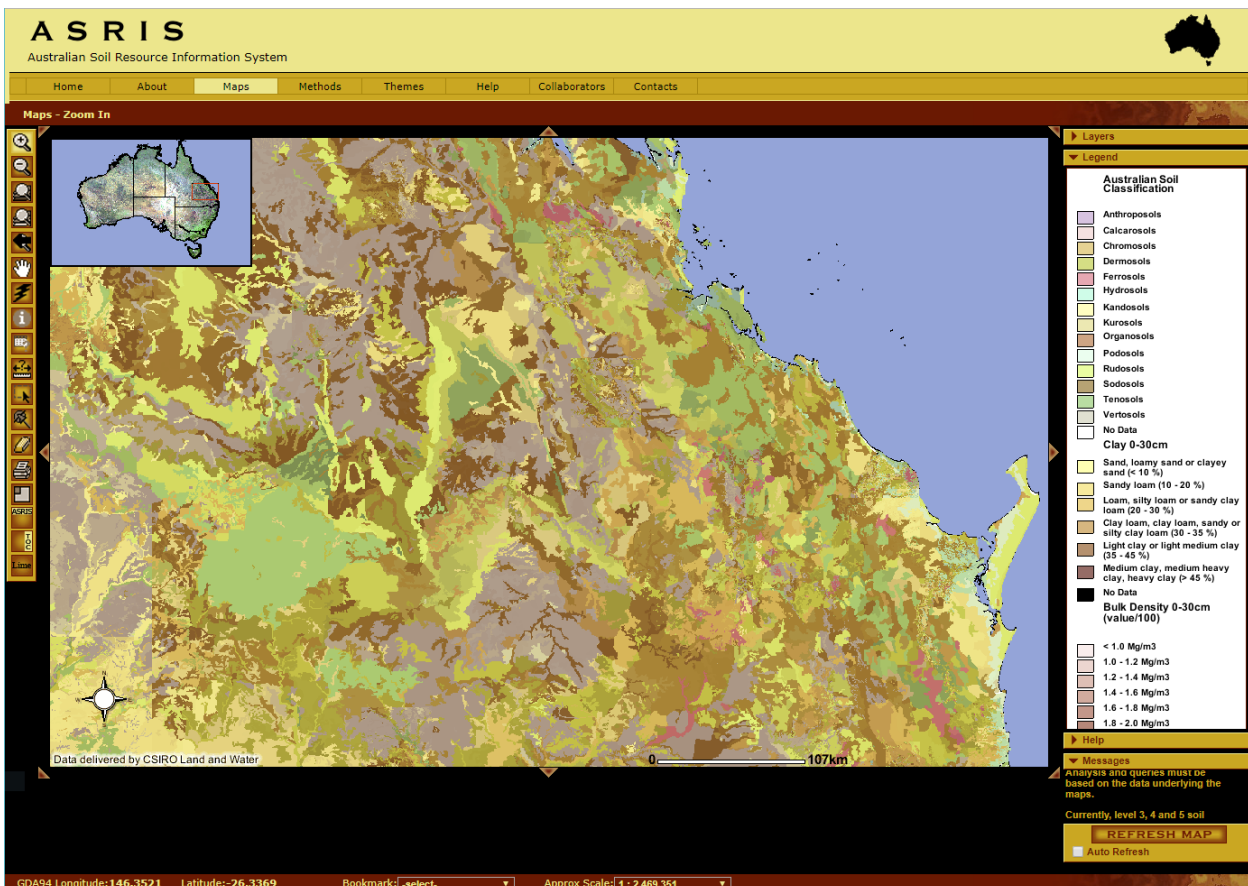 ASRIS
Australian Soil Resource Information System
Home About Maps Methods Themes Help Collaborators Contacts
Maps - Zoom In
Layers
Legend
Australian Soil
Classification
Anthroposols
Calcarosols
Chromosols
Dermosols
Ferrosols
Hydrosols
Kandosols
Kurosols
Organosols
Podosols
Rudosols
Sodosols
Tenosols
Vertosols
No Data
Clay 0-30cm
Sand, loamy sand or clayey
sand (< 10 %)
Sandy loam (10 - 20 %)
Loam, silty loam or sandy clay
loam (20 - 30 %)
Clay loam, clay loam, sandy or
silty clay loam (30 - 35 %)
Light clay or light medium clay
(35 - 45 %)
Medium clay, medium heavy
clay, heavy clay (> 45 %)
No Data
Bulk Density 0-30cm
(value/100)
< 1.0 Mg/m3
1.0 - 1.2 Mg/m3
1.2 - 1.4 Mg/m3
1.4 - 1.6 Mg/m3
1.6 - 1.8 Mg/m3
1.8 - 2.0 Mg/m3
Help
Messages
Analysis and queries must be
based on the data underlying the
maps.
Currently, level 3, 4 and 5 soil
REFRESH MAP
Auto Refresh
ASRIS
TOC
Lime
N
Data delivered by CSIRO Land and Water
0 107km
GDA94 Longitude:146.3521 Latitude:-26.3369 Bookmark: -select- Approx Scale: 1 : 2,469,351